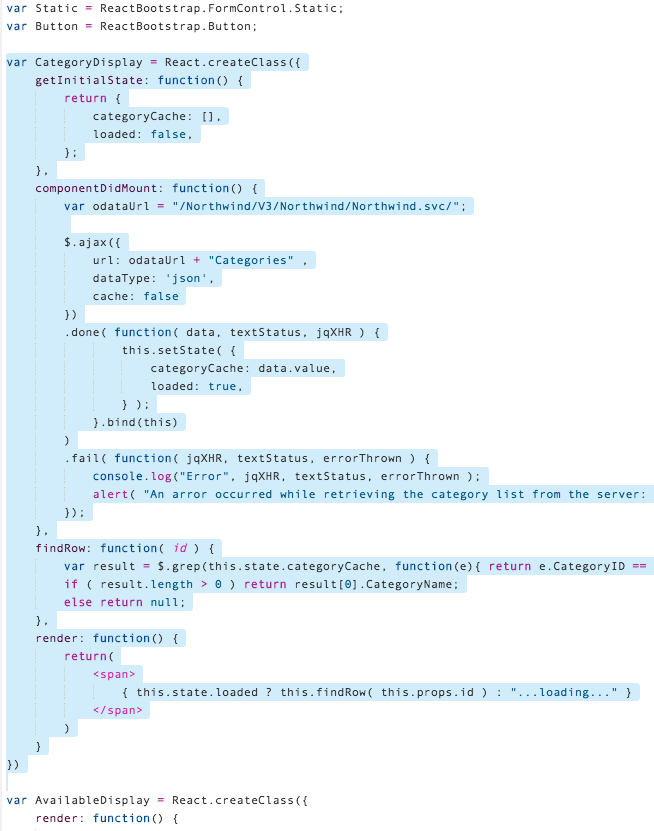 var Static = ReactBootstrap.FormControl.Static;
var Button = ReactBootstrap.Button;

var CategoryDisplay = React.createClass({
    getInitialState: function() {
        return {
            categoryCache: [],
            loaded: false,
        };
    },
    componentDidMount: function() {
        var odataUrl = "/Northwind/V3/Northwind/Northwind.svc/";

        $.ajax({
            url: odataUrl + "Categories" ,
            dataType: 'json',
            cache: false
        })
        .done( function( data, textStatus, jqXHR ) {
                this.setState( {
                    categoryCache: data.value,
                    loaded: true,
                } );
            }.bind(this)
        )
        .fail( function( jqXHR, textStatus, errorThrown ) {
            console.log("Error", jqXHR, textStatus, errorThrown );
            alert( "An arror occurred while retrieving the category list from the server:
        });
    },
    findRow: function( id ) {
        var result = $.grep(this.state.categoryCache, function(e){ return e.CategoryID ==
        if ( result.length > 0 ) return result[0].CategoryName;
        else return null;
    },
    render: function() {
        return(
            <span>
                { this.state.loaded ? this.findRow( this.props.id ) : "...loading..." }
            </span>
        )
    }
})

var AvailableDisplay = React.createClass({
    render: function() {